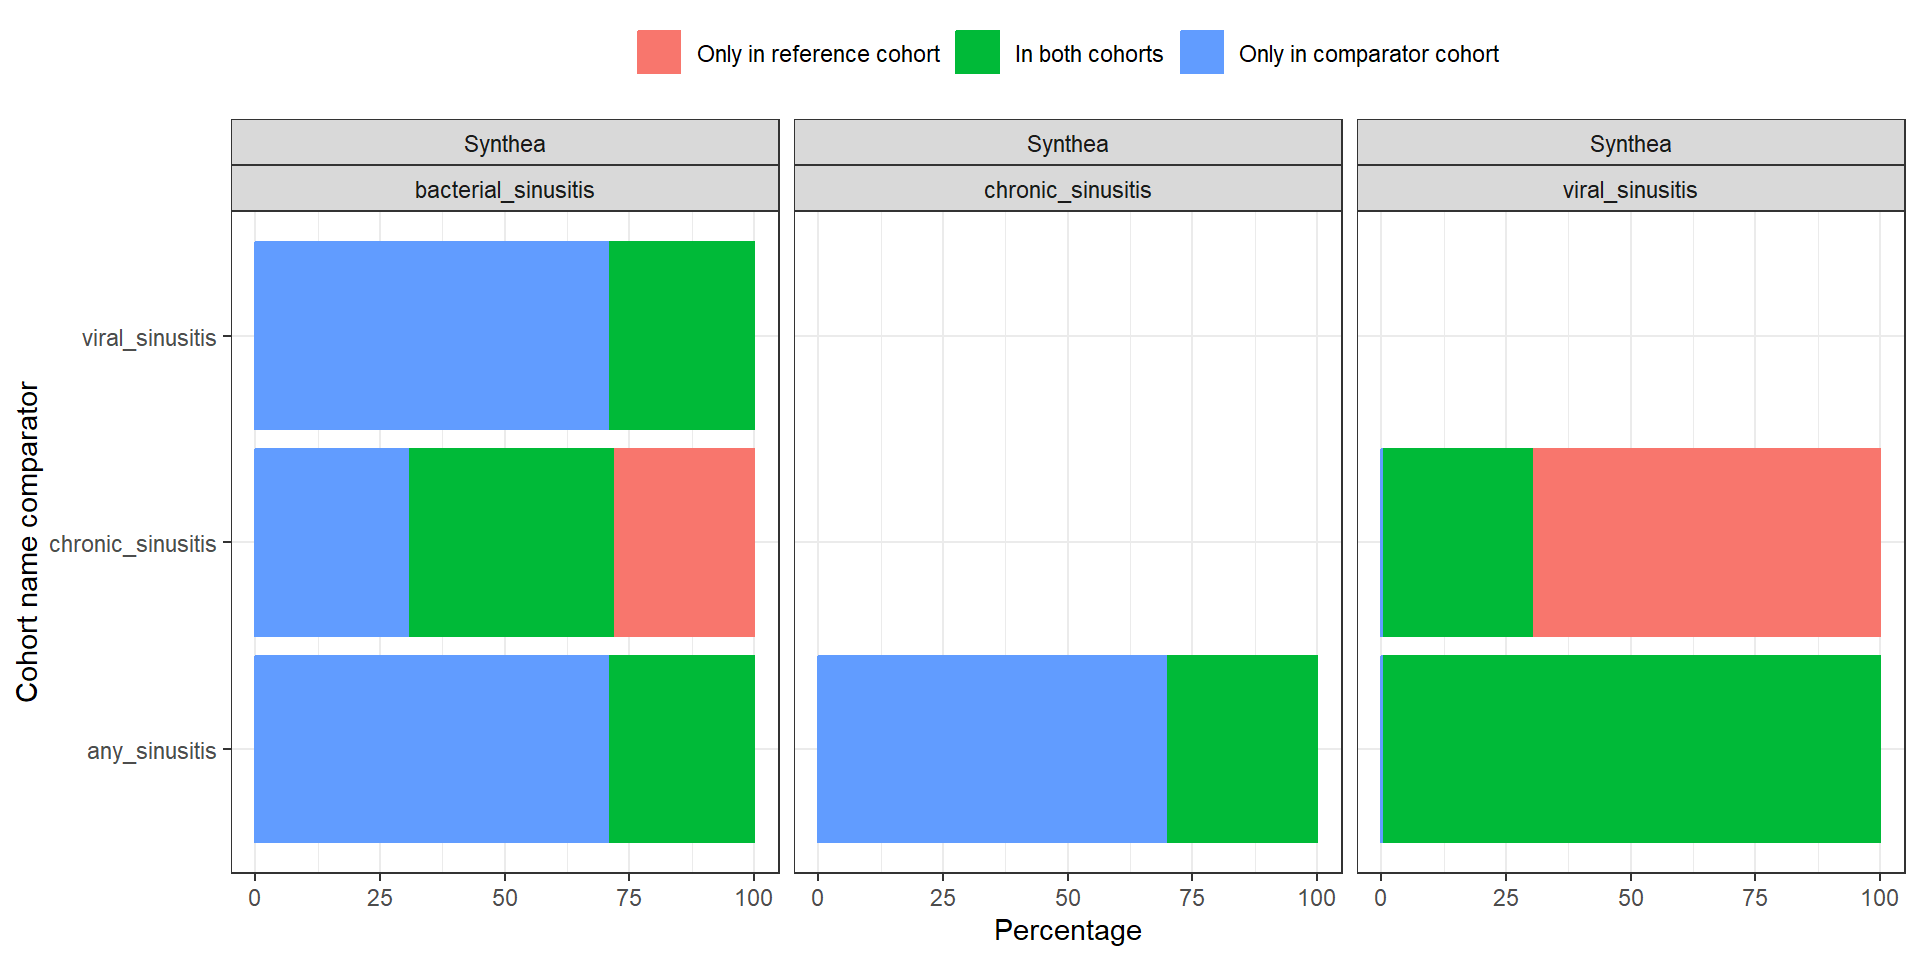 Only in reference cohort In both cohorts Only in comparator cohort
Synthea Synthea Synthea
bacterial_sinusitis chronic_sinusitis viral_sinusitis
Cohort name comparator
viral_sinusitis
chronic_sinusitis
any_sinusitis
0 25 50 75 100 0 25 50 75 100 0 25 50 75 100
Percentage